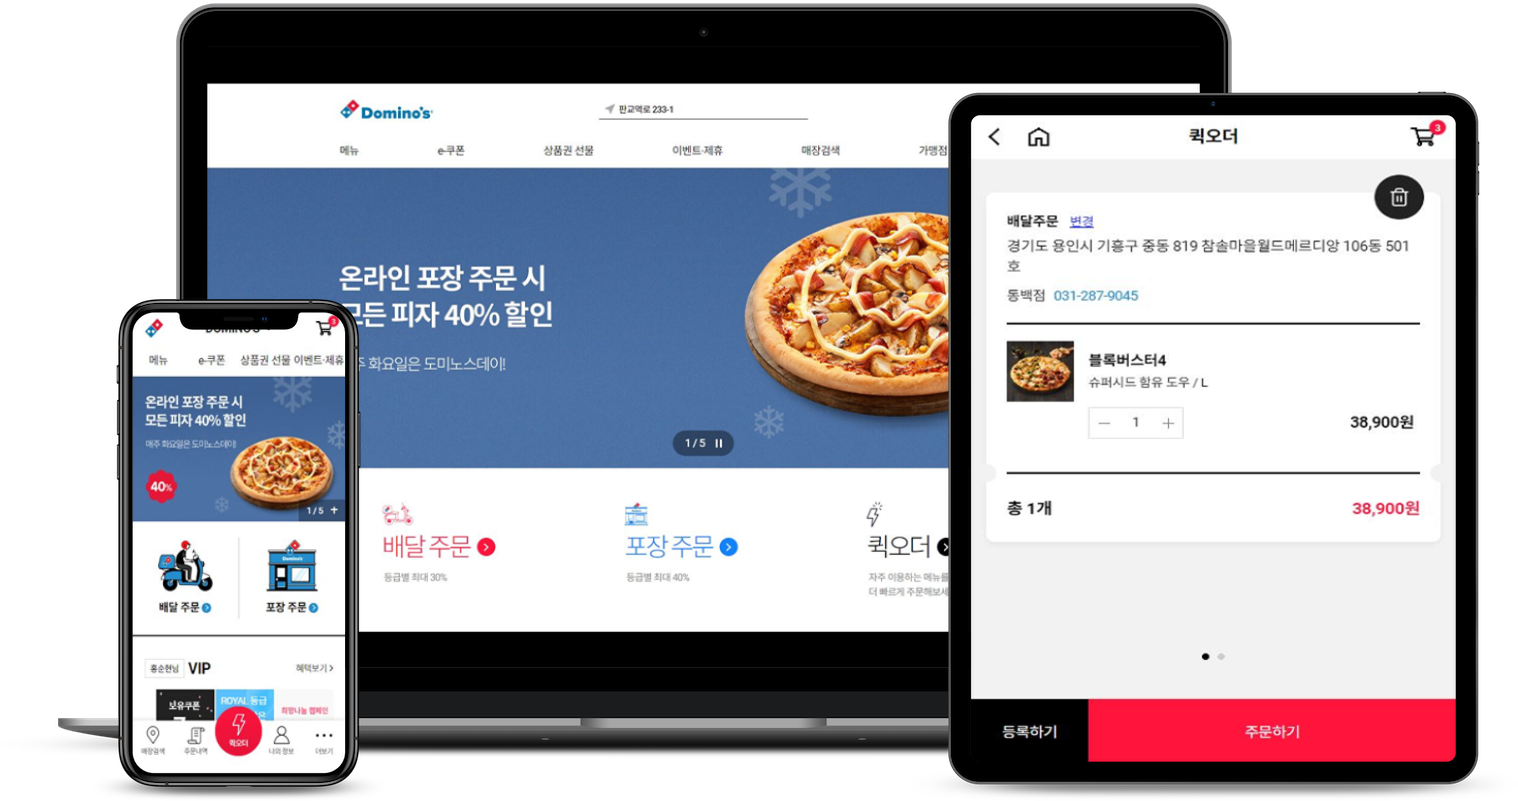 Domino's
판교역로 233-1
메뉴
e-쿠폰
상품권 선물
이벤트·제휴
매장검색
가맹점
온라인 포장 주문 시
모든 피자 40% 할인
주 화요일은 도미노스데이!
1/5
배달 주문
등급별 최대 30%
포장 주문
등급별 최대 40%
퀵오더
자주 이용하는 메뉴를
더 빠르게 주문해보세
3
메뉴
e-쿠폰
상품권 선물
이벤트·제휴
온라인 포장 주문 시
모든 피자 40% 할인
매주 화요일은 도미노스데이!
40%
1/5 +
Domino's
배달 주문
포장 주문
홍순현님
VIP
혜택보기
보유쿠폰
ROYAL 등급
희망나눔 캠페인
매장검색
주문내역
퀵오더
나의 정보
더보기
퀵오더
3
배달주문 변경
경기도 용인시 기흥구 중동 819 참솔마을월드메르디앙 106동 501
호
동백점 031-287-9045
블록버스터4
슈퍼시드 함유 도우 / L
1
38,900원
총 1개
38,900원
등록하기
주문하기